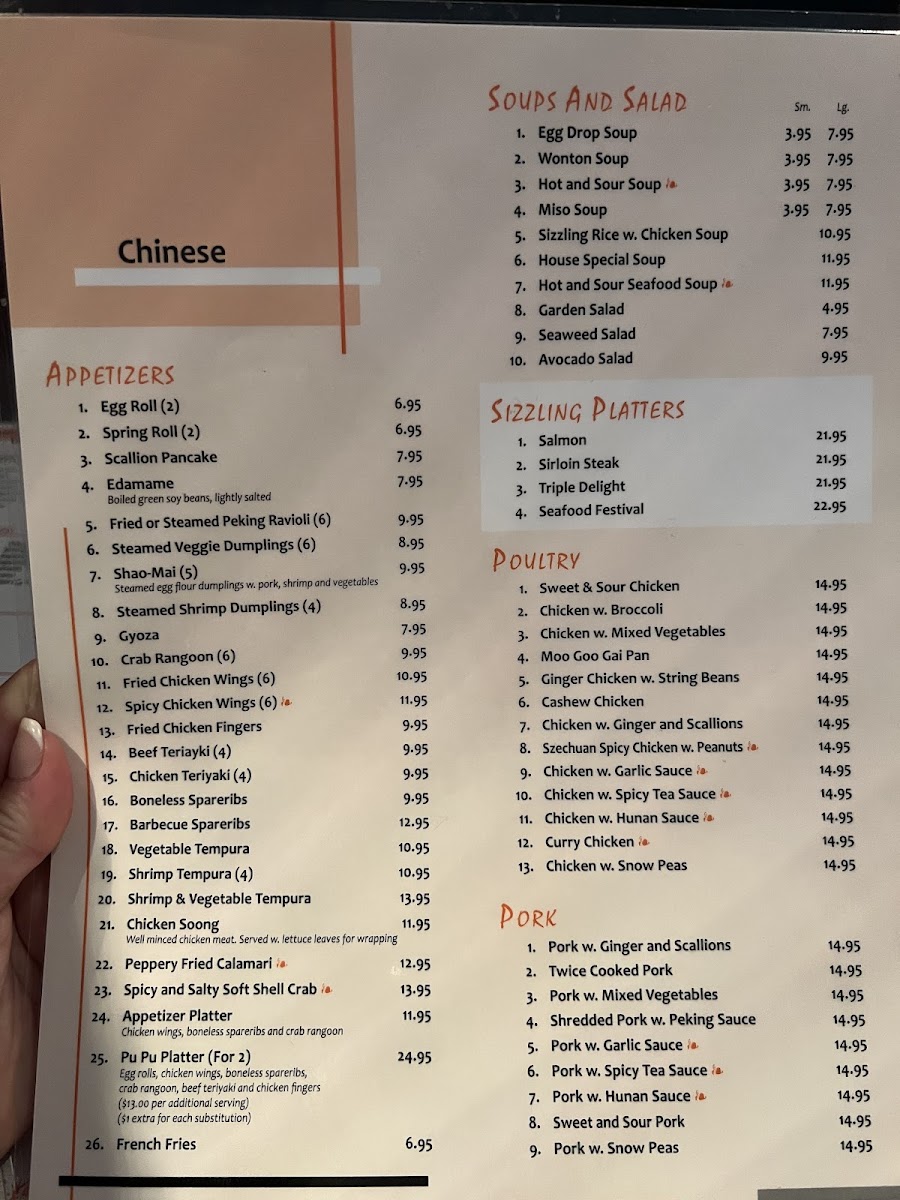 Chinese
APPETIZERS
1. Egg Roll (2) 6.95
2. Spring Roll (2) 6.95
3. Scallion Pancake 7.95
4. Edamame 7.95
Boiled green soy beans, lightly salted
5. Fried or Steamed Peking Ravioli (6) 9.95
6. Steamed Veggie Dumplings (6) 8.95
7. Shao-Mai (5) 9.95
Steamed egg flour dumplings w. pork, shrimp and vegetables
8. Steamed Shrimp Dumplings (4) 8.95
9. Gyoza 7.95
10. Crab Rangoon (6) 9.95
11. Fried Chicken Wings (6) 10.95
12. Spicy Chicken Wings (6) 11.95
13. Fried Chicken Fingers 9.95
14. Beef Teriayki (4) 9.95
15. Chicken Teriyaki (4) 9.95
16. Boneless Spareribs 9.95
17. Barbecue Spareribs 12.95
18. Vegetable Tempura 10.95
19. Shrimp Tempura (4) 10.95
20. Shrimp & Vegetable Tempura 13.95
21. Chicken Soong 11.95
Well minced chicken meat. Served w. lettuce leaves for wrapping
22. Peppery Fried Calamari 12.95
23. Spicy and Salty Soft Shell Crab 13.95
24. Appetizer Platter 11.95
Chicken wings, boneless spareribs and crab rangoon
25. Pu Pu Platter (For 2) 24.95
Egg rolls, chicken wings, boneless spareribs,
crab rangoon, beef teriyaki and chicken fingers
($13.00 per additional serving)
($1 extra for each substitution)
26. French Fries 6.95
SOUPS AND SALAD Sm. Lg.
1. Egg Drop Soup 3.95 7.95
2. Wonton Soup 3.95 7.95
3. Hot and Sour Soup 3.95 7.95
4. Miso Soup 3.95 7.95
5. Sizzling Rice w. Chicken Soup 10.95
6. House Special Soup 11.95
7. Hot and Sour Seafood Soup 11.95
8. Garden Salad 4.95
9. Seaweed Salad 7.95
10. Avocado Salad 9.95
SIZZLING PLATTERS
1. Salmon 21.95
2. Sirloin Steak 21.95
3. Triple Delight 21.95
4. Seafood Festival 22.95
POULTRY
1. Sweet & Sour Chicken 14.95
2. Chicken w. Broccoli 14.95
3. Chicken w. Mixed Vegetables 14.95
4. Moo Goo Gai Pan 14.95
5. Ginger Chicken w. String Beans 14.95
6. Cashew Chicken 14.95
7. Chicken w. Ginger and Scallions 14.95
8. Szechuan Spicy Chicken w. Peanuts 14.95
9. Chicken w. Garlic Sauce 14.95
10. Chicken w. Spicy Tea Sauce 14.95
11. Chicken w. Hunan Sauce 14.95
12. Curry Chicken 14.95
13. Chicken w. Snow Peas 14.95
PORK
1. Pork w. Ginger and Scallions 14.95
2. Twice Cooked Pork 14.95
3. Pork w. Mixed Vegetables 14.95
4. Shredded Pork w. Peking Sauce 14.95
5. Pork w. Garlic Sauce 14.95
6. Pork w. Spicy Tea Sauce 14.95
7. Pork w. Hunan Sauce 14.95
8. Sweet and Sour Pork 14.95
9. Pork w. Snow Peas 14.95